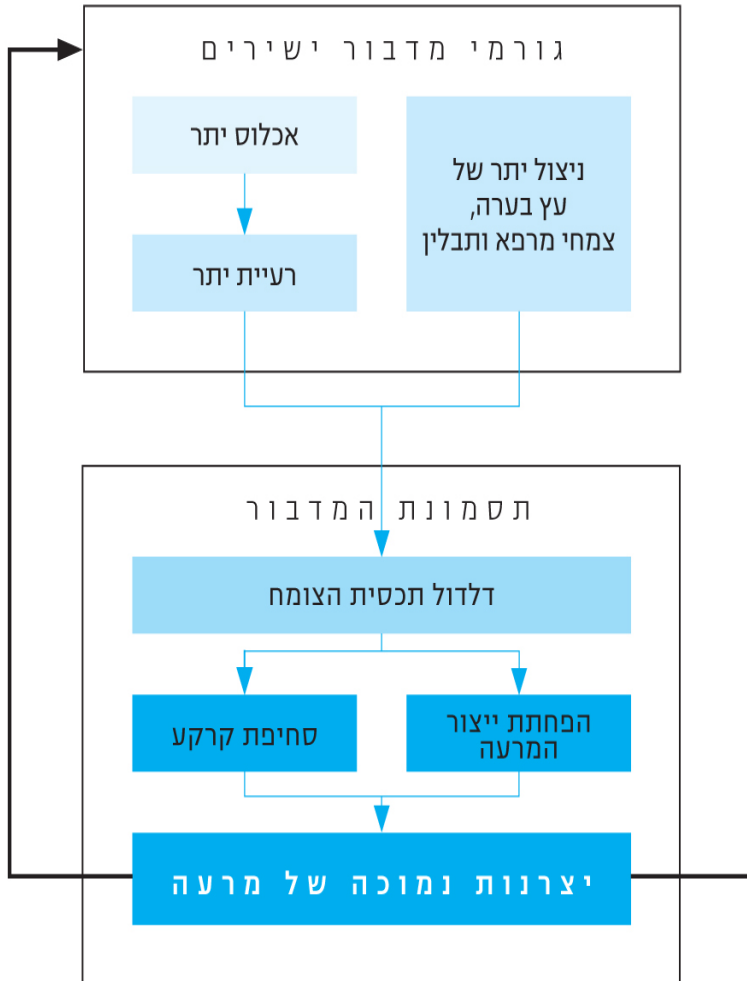 גורמי מדבור ישירים
אכלוס יתר
רעיית יתר
ניצול יתר של
עץ בערה,
צמחי מרפא ותבלין
תסמונת המדבור
דלדול תכסית הצומח
הפחתת ייצור
המרעה
סחיפת קרקע
יצרנות נמוכה של מרעה